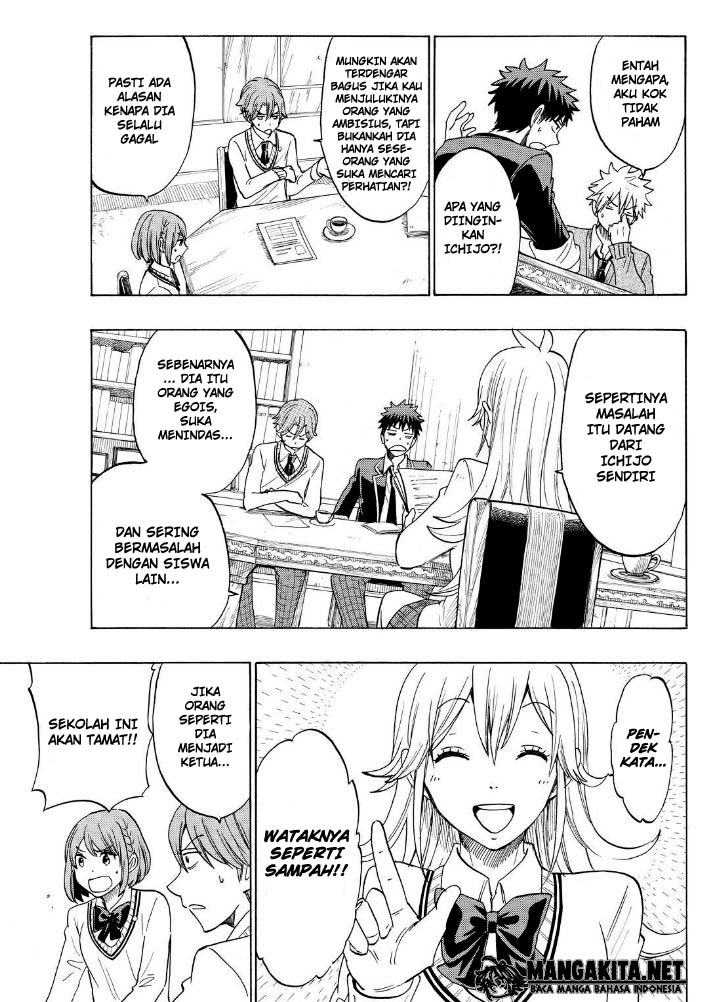 ENTAH
MENGAPA,
AKU KOK
TIDAK
PAHAM
APA YANG
DIINGIN-
KAN
ICHIJO?!
MUNGKIN AKAN
TERDENGAR
BAGUS JIKA KAU
MENJULUKINYA
ORANG YANG
AMBISIUS, TAPI
BUKANKAH DIA
HANYA SESE-
ORANG YANG
SUKA MENCARI
PERHATIAN?!
PASTI ADA
ALASAN
KENAPA DIA
SELALU
GAGAL
SEPERTINYA
MASALAH
ITU DATANG
DARI
ICHIJO
SENDIRI
SEBENARNYA
... DIA ITU
ORANG YANG
EGOIS,
SUKA
MENINDAS...
DAN SERING
BERMASALAH
DENGAN SISWA
LAIN...
PEN-
DEK
KATA...
WATAKNYA
SEPERTI
SAMPAH!!
JIKA
ORANG
SEPERTI
DIA
MENJADI
KETUA...
SEKOLAH INI
AKAN TAMAT!!
MANGAKITA.NET
BACA MANGA BAHASA INDONESIA